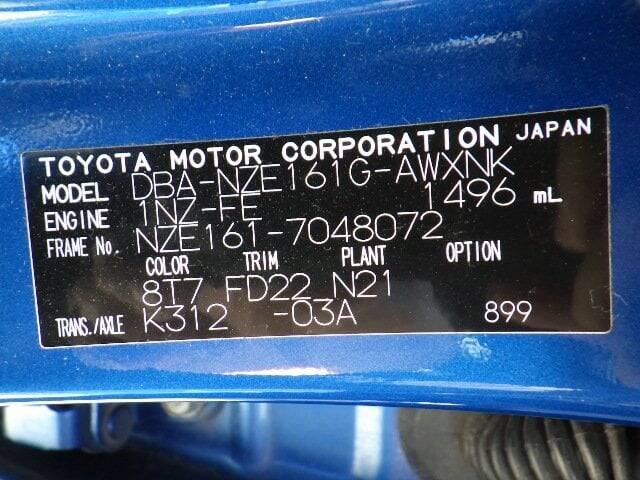 TOYOTA MOTOR CORPORATION JAPAN
MODEL DBA-NZE161G-AWXNK
ENGINE 1NZ-FE 1496 mL
FRAME No. NZE161-7048072
COLOR TRIM PLANT OPTION
8T7 FD22 N21
TRANS./AXLE K312 -03A 899